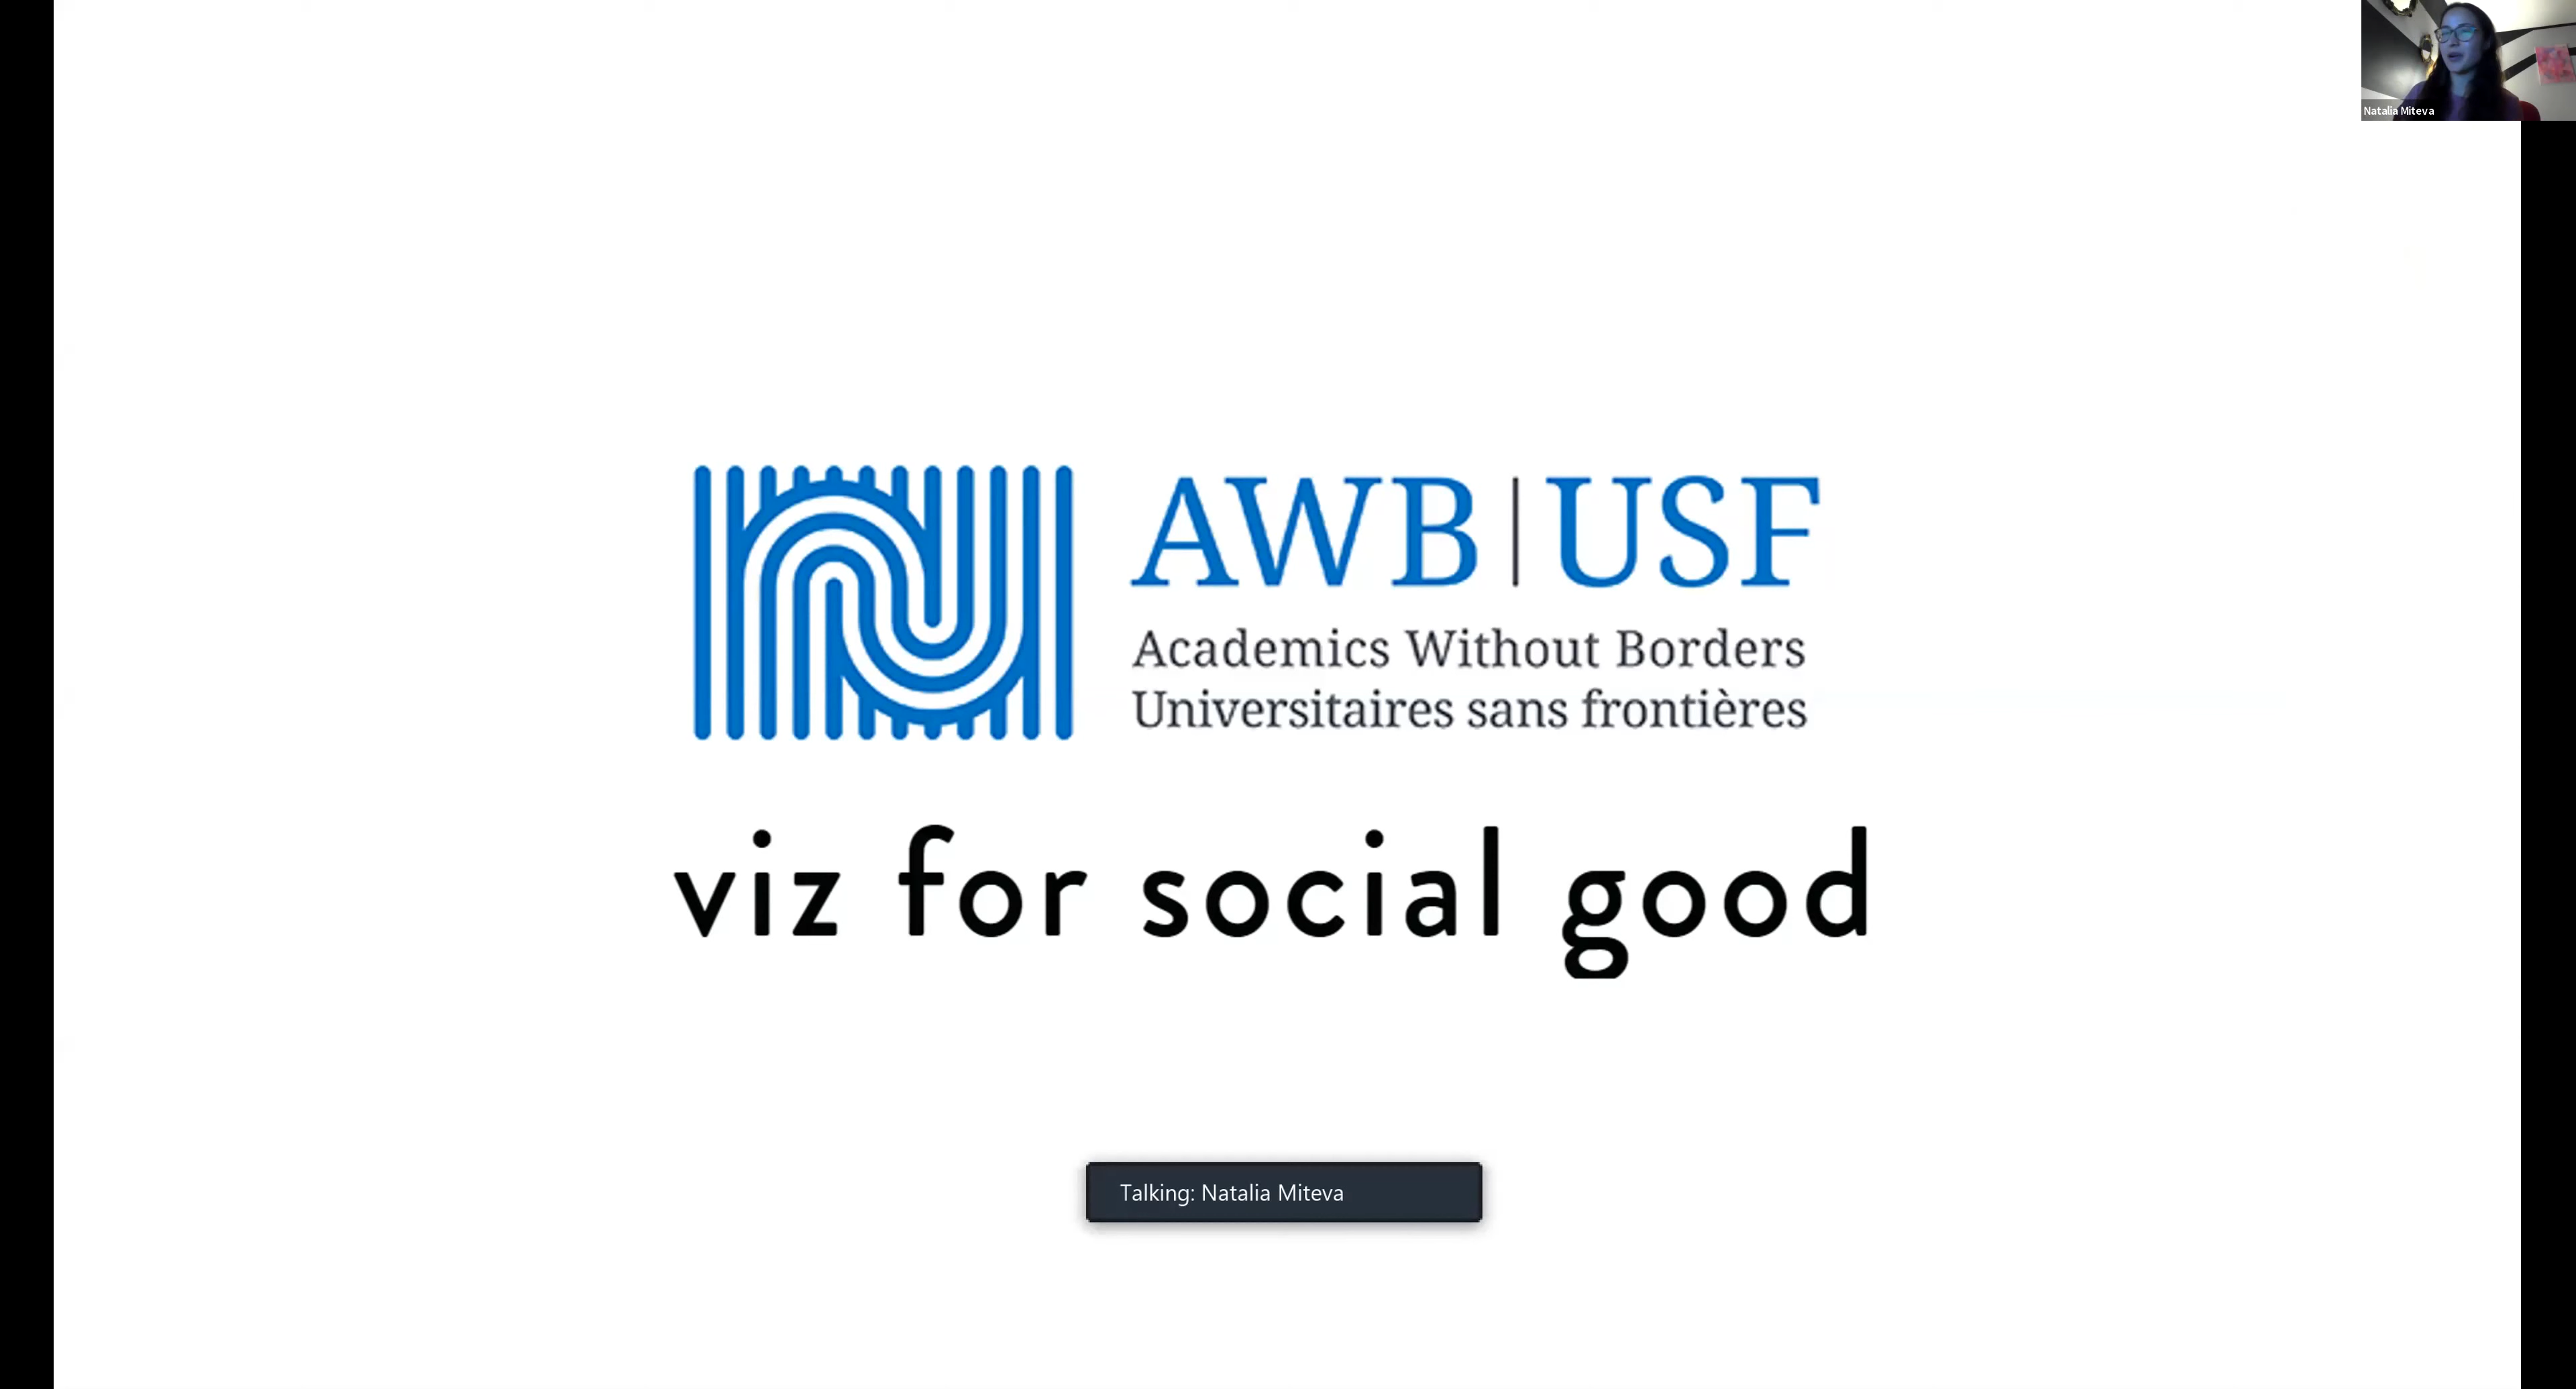 Natalia Miteva
AWB | USF
Academics Without Borders
Universitaires sans frontières
viz for social good
Talking: Natalia Miteva